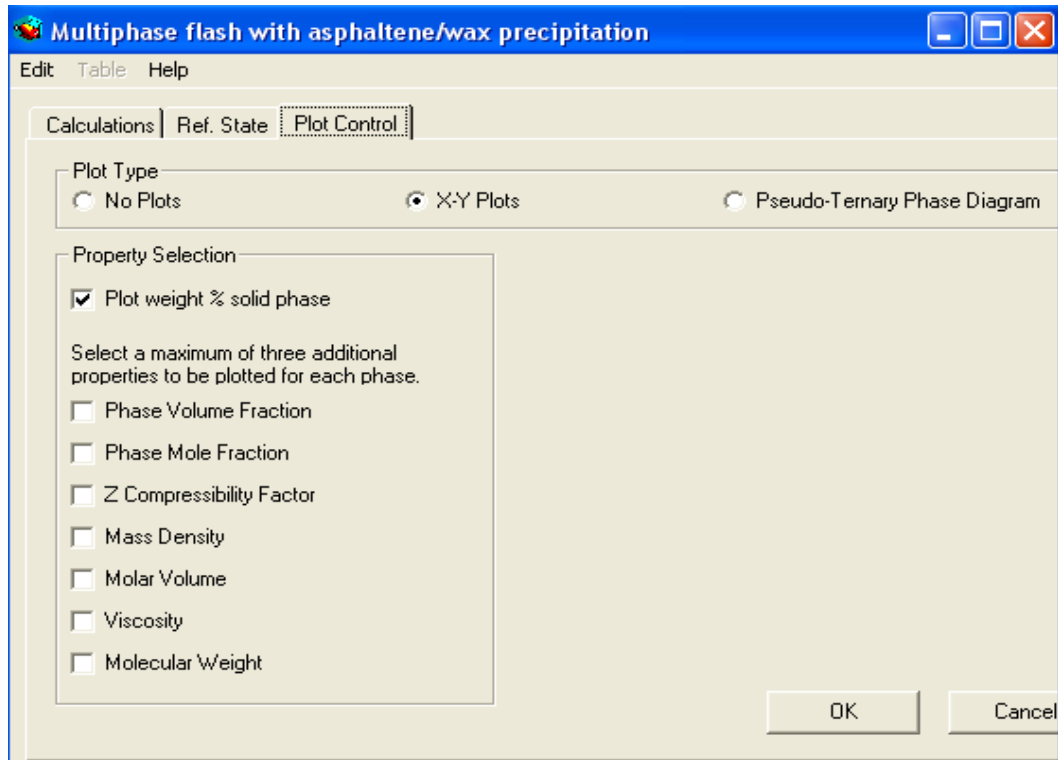 Multiphase flash with asphaltene/wax precipitation
Edit Table Help
Calculations Ref. State Plot Control
Plot Type
No Plots X-Y Plots Pseudo-Ternary Phase Diagram
Property Selection
Plot weight % solid phase
Select a maximum of three additional
properties to be plotted for each phase.
Phase Volume Fraction
Phase Mole Fraction
Z Compressibility Factor
Mass Density
Molar Volume
Viscosity
Molecular Weight
OK Cancel